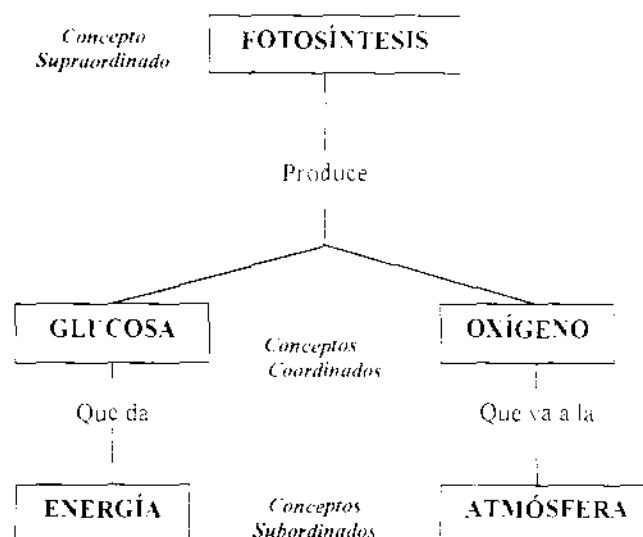 Concepto
Supraordinado
FOTOSÍNTESIS
Produce
GLUCOSA
OXÍGENO
Conceptos
Coordinados
Que da
Que va a la
ENERGÍA
Conceptos
Subordinados
ATMÓSFERA